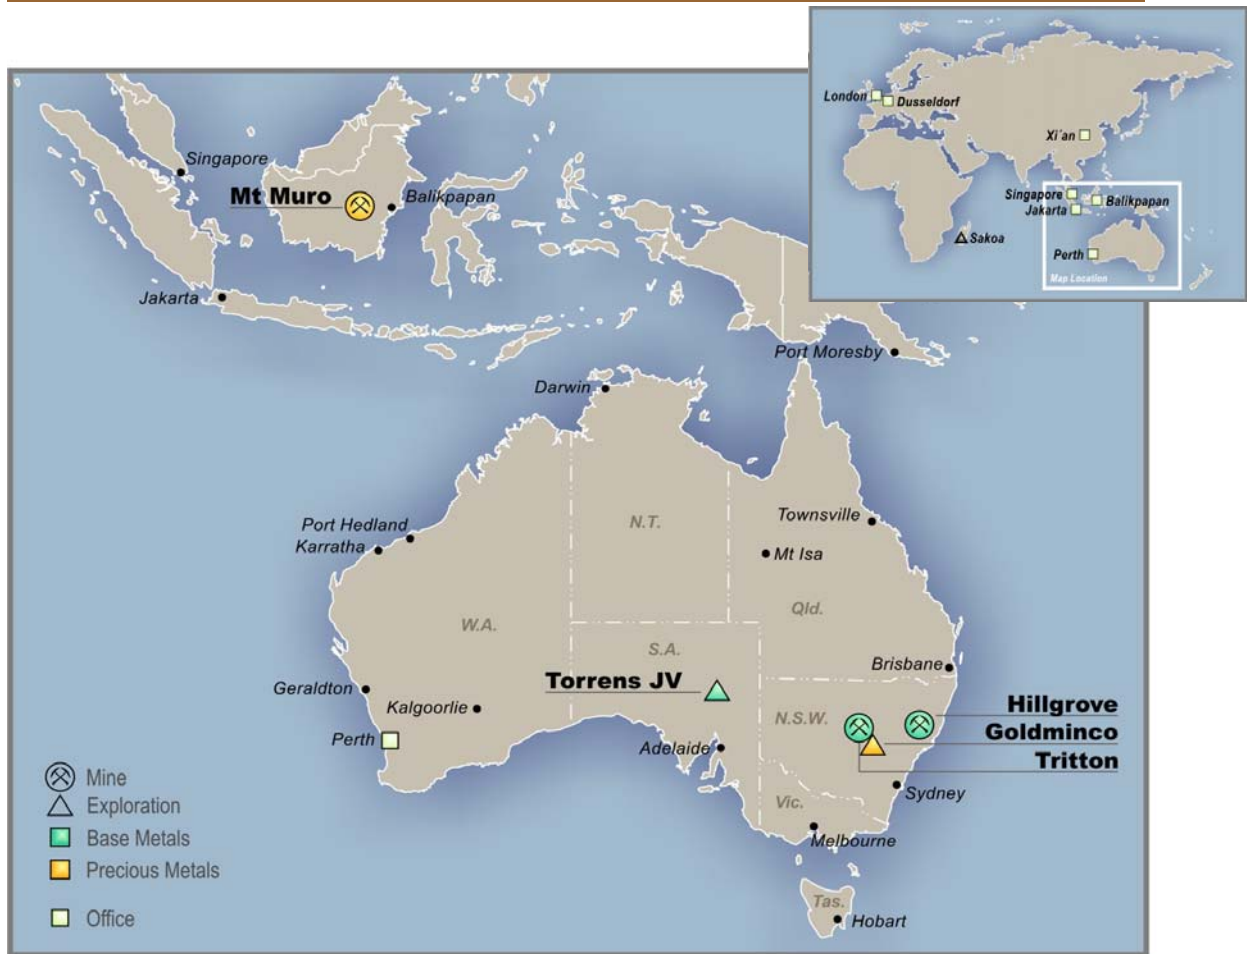 London
Dusseldorf
Xi´an
Singapore
Jakarta
Balikpapan
Sakoa
Perth
Map Location
Singapore
Mt Muro
Balikpapan
Jakarta
Port Moresby
Darwin
Port Hedland
Karratha
Townsville
N.T.
Mt Isa
Qld.
W.A.
S.A.
Brisbane
Torrens JV
Geraldton
Kalgoorlie
N.S.W.
Hillgrove
Goldminco
Tritton
Perth
Adelaide
Sydney
Vic.
Melbourne
Tas.
Hobart
Mine
Exploration
Base Metals
Precious Metals
Office